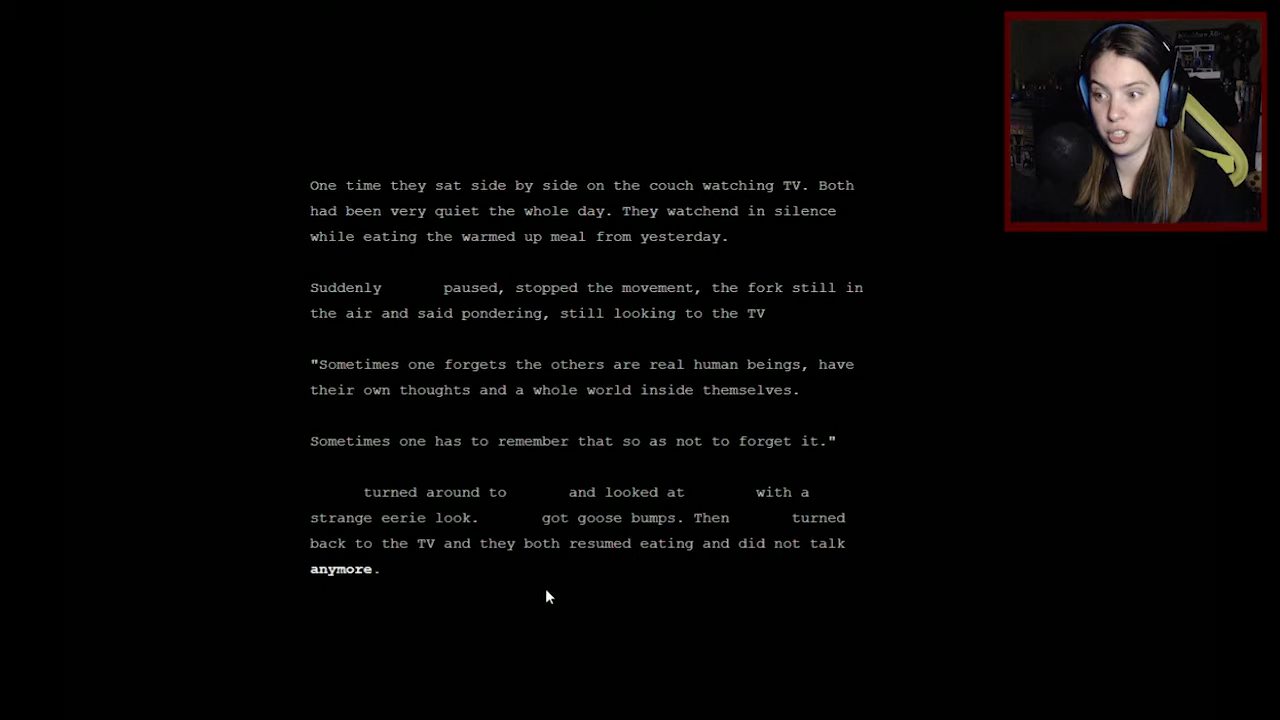 One time they sat side by side on the couch watching TV. Both
had been very quiet the whole day. They watchend in silence
while eating the warmed up meal from yesterday.
Suddenly paused, stopped the movement, the fork still in
the air and said pondering, still looking to the TV
"Sometimes one forgets the others are real human beings, have
their own thoughts and a whole world inside themselves.
Sometimes one has to remember that so as not to forget it."
turned around to and looked at with a
strange eerie look. got goose bumps. Then turned
back to the TV and they both resumed eating and did not talk
anymore.